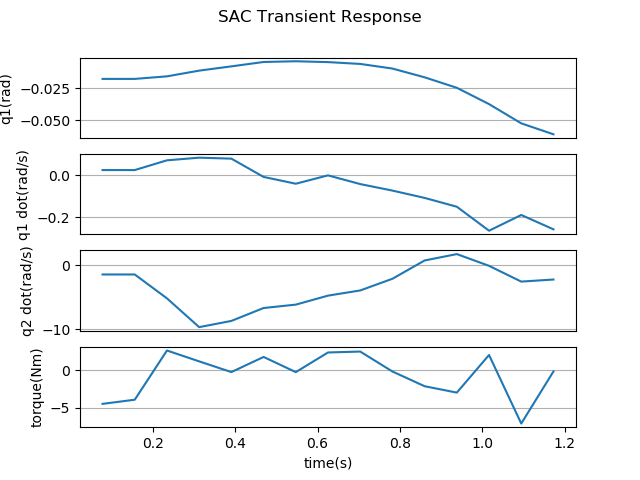 SAC Transient Response
q1(rad)
−0.025
−0.050
q1 dot(rad/s)
0.0
−0.2
q2 dot(rad/s)
0
−10
torque(Nm)
0
−5
0.2 0.4 0.6 0.8 1.0 1.2
time(s)